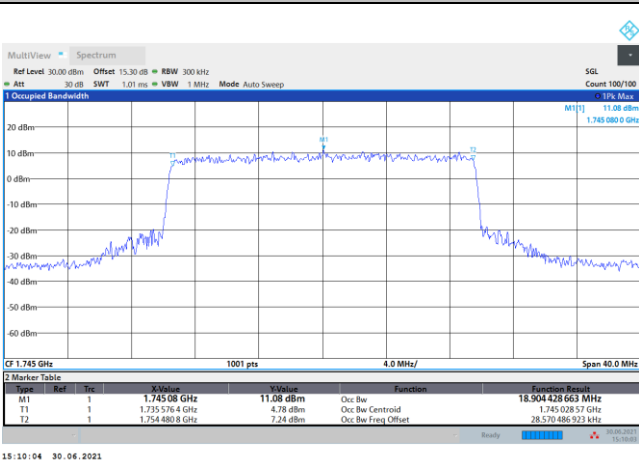 MultiView Spectrum
Ref Level 30.00 dBm Offset 15.30 dB RBW 300 kHz SGL
Att 30 dB SWT 1.01 ms VBW 1 MHz Mode Auto Sweep Count 100/100
1 Occupied Bandwidth 1Pk Max
M1[1] 11.08 dBm
1.745 080 0 GHz
20 dBm
M1
10 dBm
T1
T2
0 dBm
-10 dBm
-20 dBm
-30 dBm
-40 dBm
-50 dBm
-60 dBm
CF 1.745 GHz 1001 pts 4.0 MHz/ Span 40.0 MHz
2 Marker Table
Type Ref Trc X-Value Y-Value Function Function Result
M1 1 1.745 08 GHz 11.08 dBm Occ Bw 18.904 428 663 MHz
T1 1 1.735 576 4 GHz 4.78 dBm Occ Bw Centroid 1.745 028 57 GHz
T2 1 1.754 480 8 GHz 7.24 dBm Occ Bw Freq Offset 28.570 486 923 kHz
Ready 30.06.2021
15:10:03
15:10:04 30.06.2021